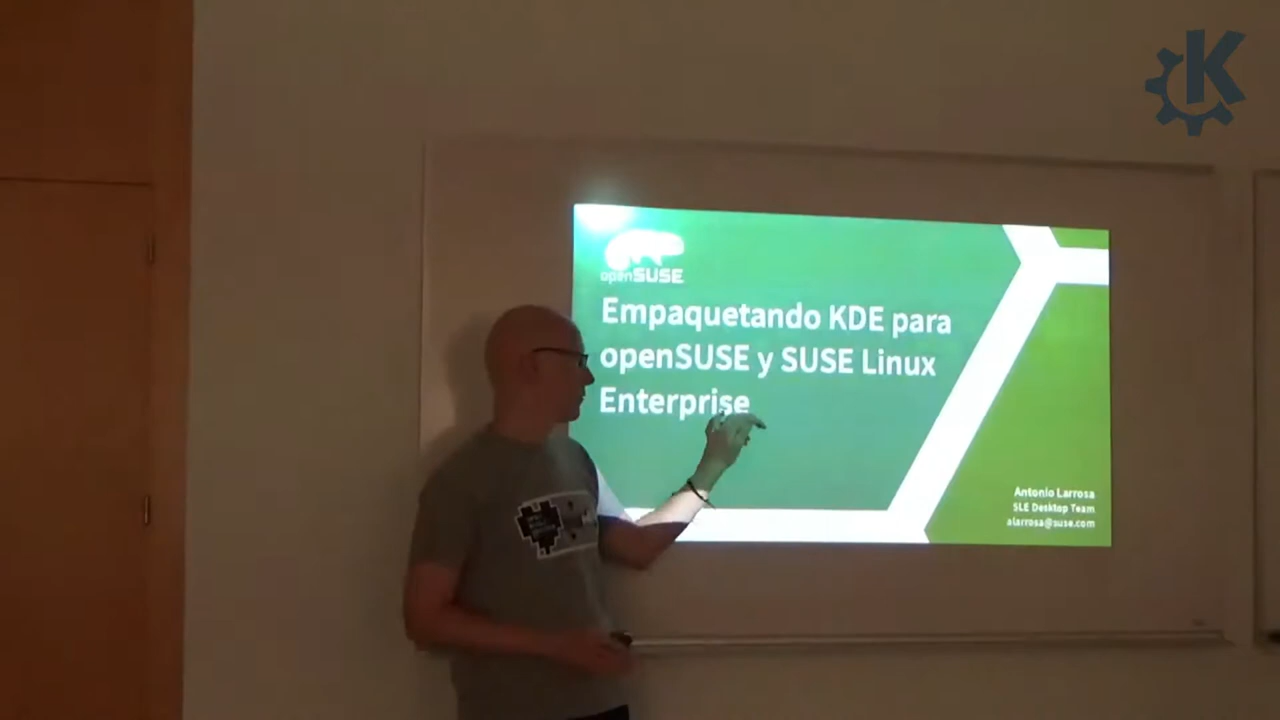 openSUSE
Empaquetando KDE para
openSUSE y SUSE Linux
Enterprise
Antonio Larrosa
SLE Desktop Team
alarrosa@suse.com
K